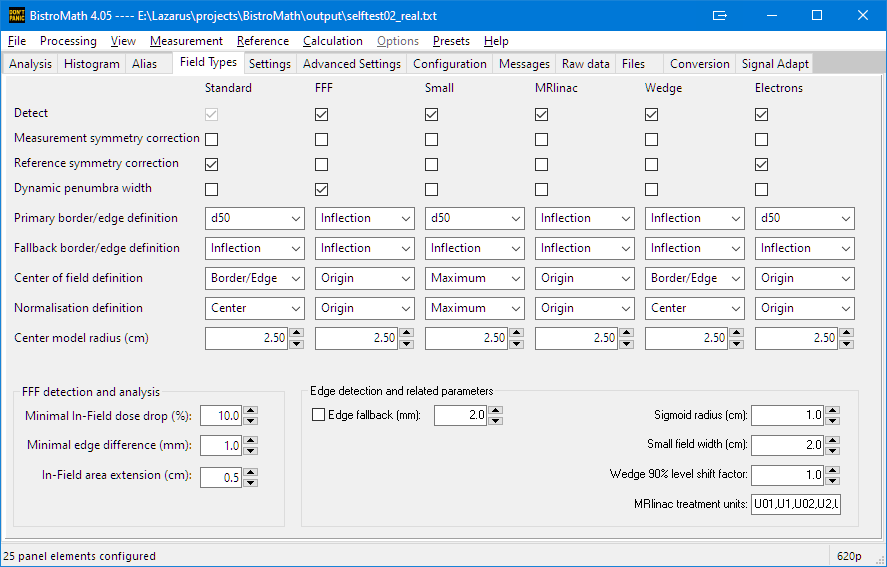 DON'T PANIC BistroMath 4.05 ---- E:\Lazarus\projects\BistroMath\output\selftest02_real.txt
File Processing View Measurement Reference Calculation Options Presets Help
Analysis Histogram Alias Field Types Settings Advanced Settings Configuration Messages Raw data Files Conversion Signal Adapt
Standard FFF Small MRlinac Wedge Electrons
Detect
Measurement symmetry correction
Reference symmetry correction
Dynamic penumbra width
Primary border/edge definition d50 Inflection d50 Inflection Inflection d50
Fallback border/edge definition Inflection Inflection Inflection Inflection Inflection Inflection
Center of field definition Border/Edge Origin Maximum Origin Border/Edge Origin
Normalisation definition Center Origin Maximum Origin Center Origin
Center model radius (cm) 2.50 2.50 2.50 2.50 2.50 2.50
FFF detection and analysis
Minimal In-Field dose drop (%): 10.0
Minimal edge difference (mm): 1.0
In-Field area extension (cm): 0.5
Edge detection and related parameters
Edge fallback (mm): 2.0 Sigmoid radius (cm): 1.0
Small field width (cm): 2.0
Wedge 90% level shift factor: 1.0
MRlinac treatment units: U01,U1,U02,U2,
25 panel elements configured 620p